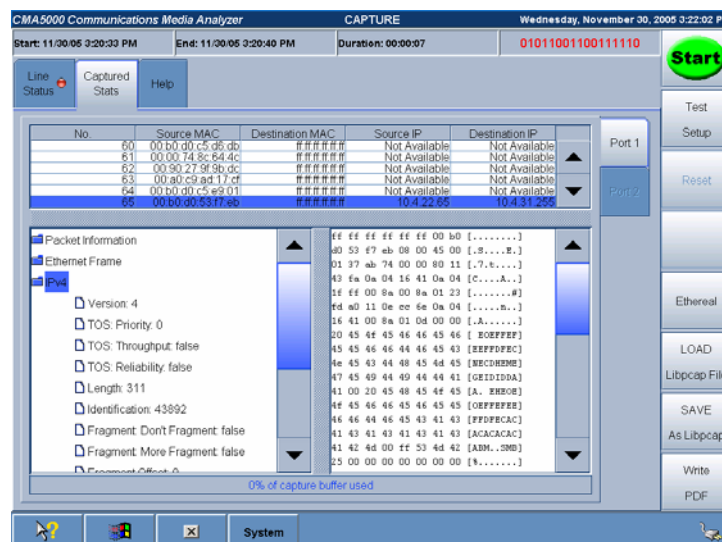 CMA5000 Communications Media Analyzer CAPTURE Wednesday, November 30, 2005 3:22:02 P
Start: 11/30/05 3:20:33 PM End: 11/30/05 3:20:40 PM Duration: 00:00:07 01011001100111110
Start
Line Status
Captured Stats
Help
Test Setup
Reset
Ethereal
LOAD Libpcap File
SAVE As Libpcap
Write PDF
Port 1
Port 2
No. Source MAC Destination MAC Source IP Destination IP
60 00:b0:d0:c5:d6:db ff:ff:ff:ff:ff:ff Not Available Not Available
61 00:00:74:8c:64:4c ff:ff:ff:ff:ff:ff Not Available Not Available
62 00:90:27:9f:9b:dc ff:ff:ff:ff:ff:ff Not Available Not Available
63 00:a0:c9:ad:17:cf ff:ff:ff:ff:ff:ff Not Available Not Available
64 00:b0:d0:c5:e9:01 ff:ff:ff:ff:ff:ff Not Available Not Available
65 00:b0:d0:53:f7:eb ff:ff:ff:ff:ff:ff 10.4.22.65 10.4.31.255
Packet Information
Ethernet Frame
IPv4
Version: 4
TOS: Priority: 0
TOS: Throughput: false
TOS: Reliability: false
Length: 311
Identification: 43892
Fragment: Don't Fragment: false
Fragment: More Fragment: false
Fragment Offset: 0
ff ff ff ff ff ff 00 b0 [........]
d0 53 f7 eb 08 00 45 00 [.S....E.]
01 37 ab 74 00 00 80 11 [.7.t....]
43 fa 0a 04 16 41 0a 04 [C....A..]
1f ff 00 8a 00 8a 01 23 [.......#]
fd a0 11 0e cc 6e 0a 04 [.....n..]
16 41 00 8a 01 0d 00 00 [.A......]
20 45 4f 45 46 46 45 46 [ EOEFFEF]
45 45 46 46 44 46 45 43 [EEFFDFEC]
4e 45 43 44 48 45 4d 45 [NECDHEME]
47 45 49 44 49 44 44 41 [GEIDIDDA]
41 00 20 45 48 45 4f 45 [A. EHEOE]
4f 45 46 46 45 46 45 45 [OEFFEFEE]
46 46 44 46 45 43 41 43 [FFDFECAC]
41 43 41 43 41 43 41 43 [ACACACAC]
41 42 4d 00 ff 53 4d 42 [ABM..SMB]
25 00 00 00 00 00 00 00 [%.......]
0% of capture buffer used
System